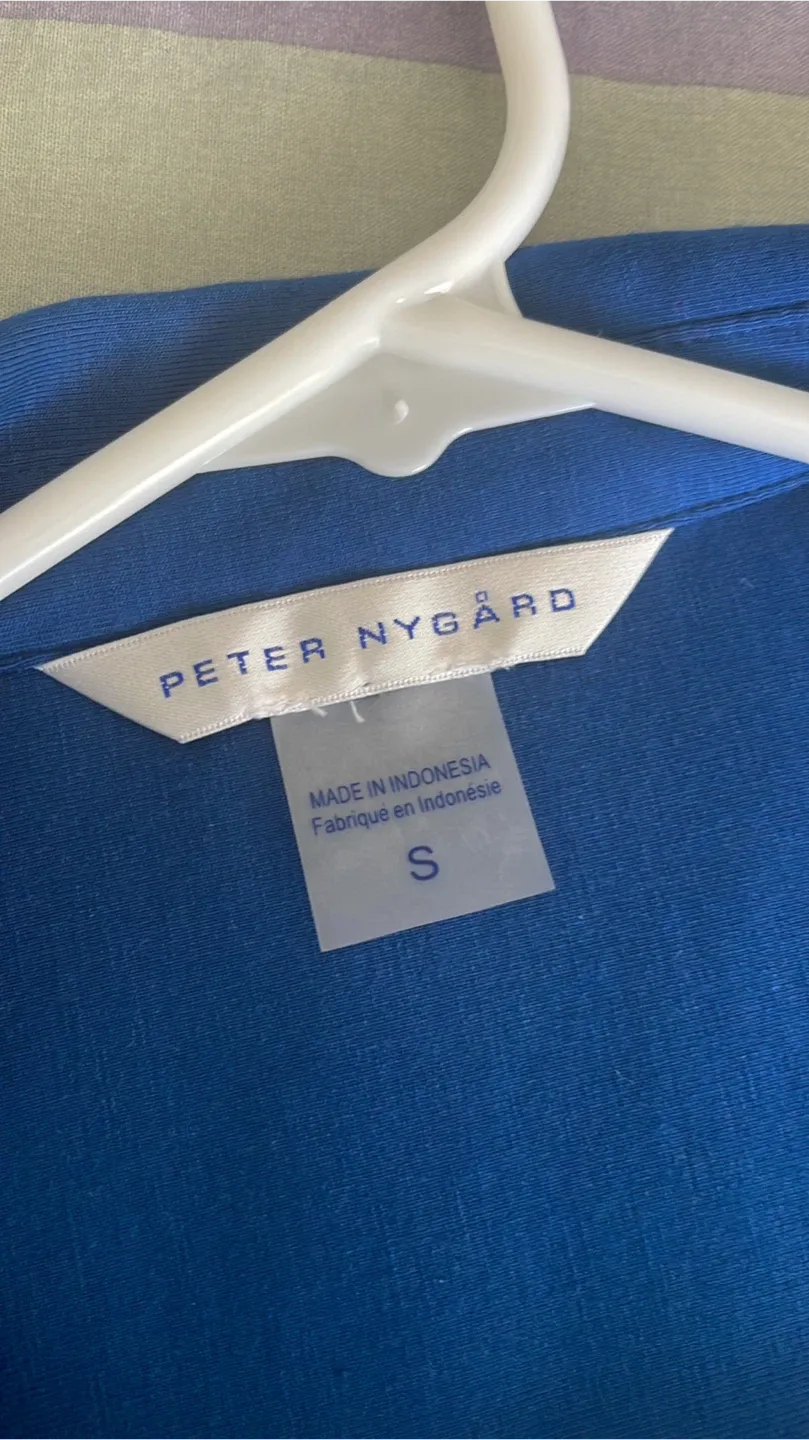 PETER NYGÅRD
MADE IN INDONESIA
Fabriqué en Indonésie
S